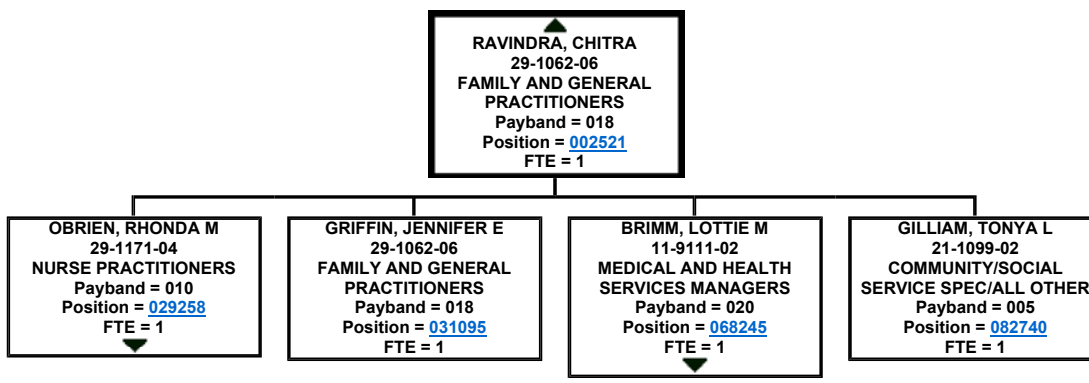 RAVINDRA, CHITRA
29-1062-06
FAMILY AND GENERAL
PRACTITIONERS
Payband = 018
Position = 002521
FTE = 1
OBRIEN, RHONDA M
29-1171-04
NURSE PRACTITIONERS
Payband = 010
Position = 029258
FTE = 1
GRIFFIN, JENNIFER E
29-1062-06
FAMILY AND GENERAL
PRACTITIONERS
Payband = 018
Position = 031095
FTE = 1
BRIMM, LOTTIE M
11-9111-02
MEDICAL AND HEALTH
SERVICES MANAGERS
Payband = 020
Position = 068245
FTE = 1
GILLIAM, TONYA L
21-1099-02
COMMUNITY/SOCIAL
SERVICE SPEC/ALL OTHER
Payband = 005
Position = 082740
FTE = 1